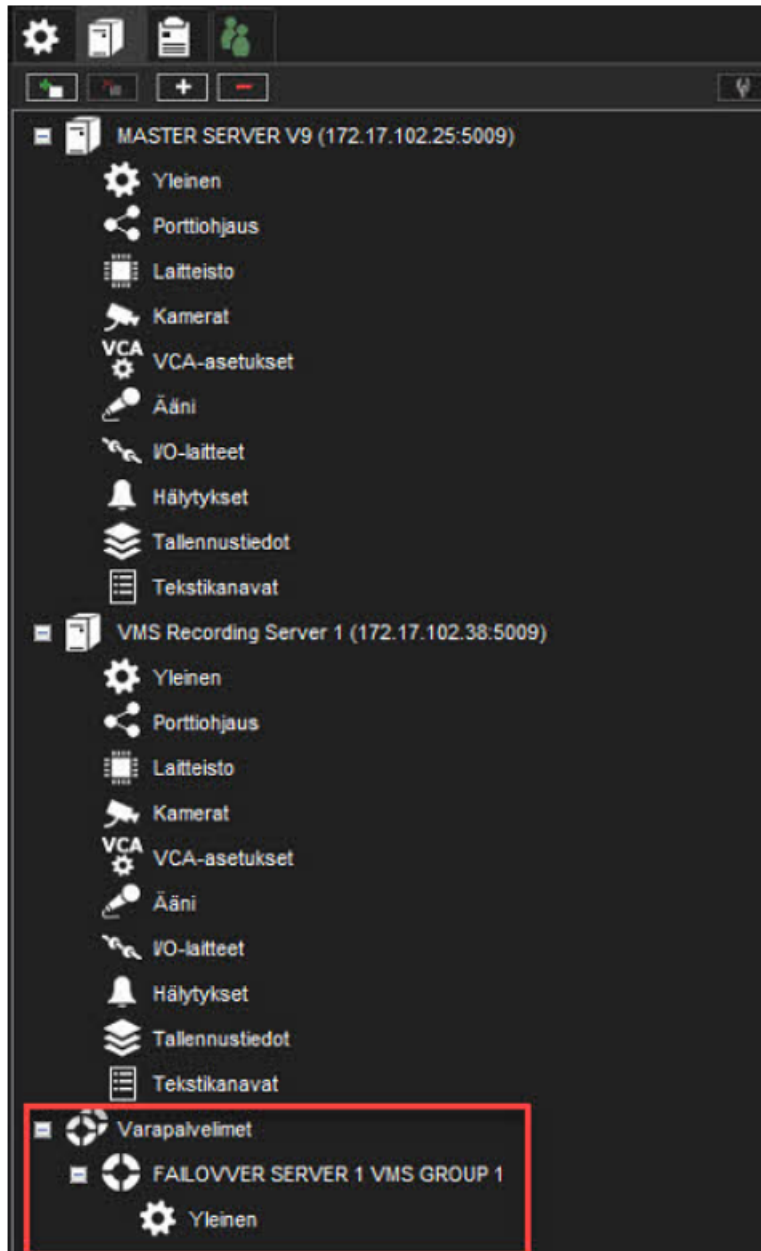 MASTER SERVER V9 (172.17.102.25:5009)
Yleinen
Porttiohjaus
Laitteisto
Kamerat
VCA VCA-asetukset
Ääni
I/O-laitteet
Hälytykset
Tallennustiedot
Tekstikanavat
VMS Recording Server 1 (172.17.102.38:5009)
Yleinen
Porttiohjaus
Laitteisto
Kamerat
VCA VCA-asetukset
Ääni
I/O-laitteet
Hälytykset
Tallennustiedot
Tekstikanavat
Varapalvelimet
FAILOVVER SERVER 1 VMS GROUP 1
Yleinen